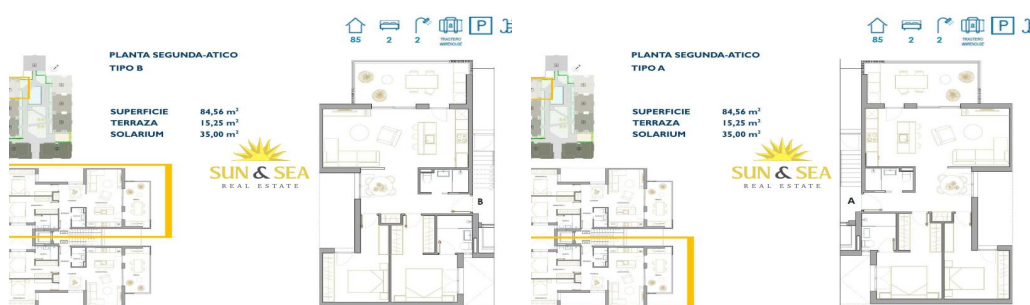 85 2 2 TRASTERO WAREHOUSE P
PLANTA SEGUNDA-ATICO
TIPO B
SUPERFICIE 84,56 m²
TERRAZA 15,25 m²
SOLARIUM 35,00 m²
SUN & SEA
REAL ESTATE
B
85 2 2 TRASTERO WAREHOUSE P
PLANTA SEGUNDA-ATICO
TIPO A
SUPERFICIE 84,56 m²
TERRAZA 15,25 m²
SOLARIUM 35,00 m²
SUN & SEA
REAL ESTATE
A